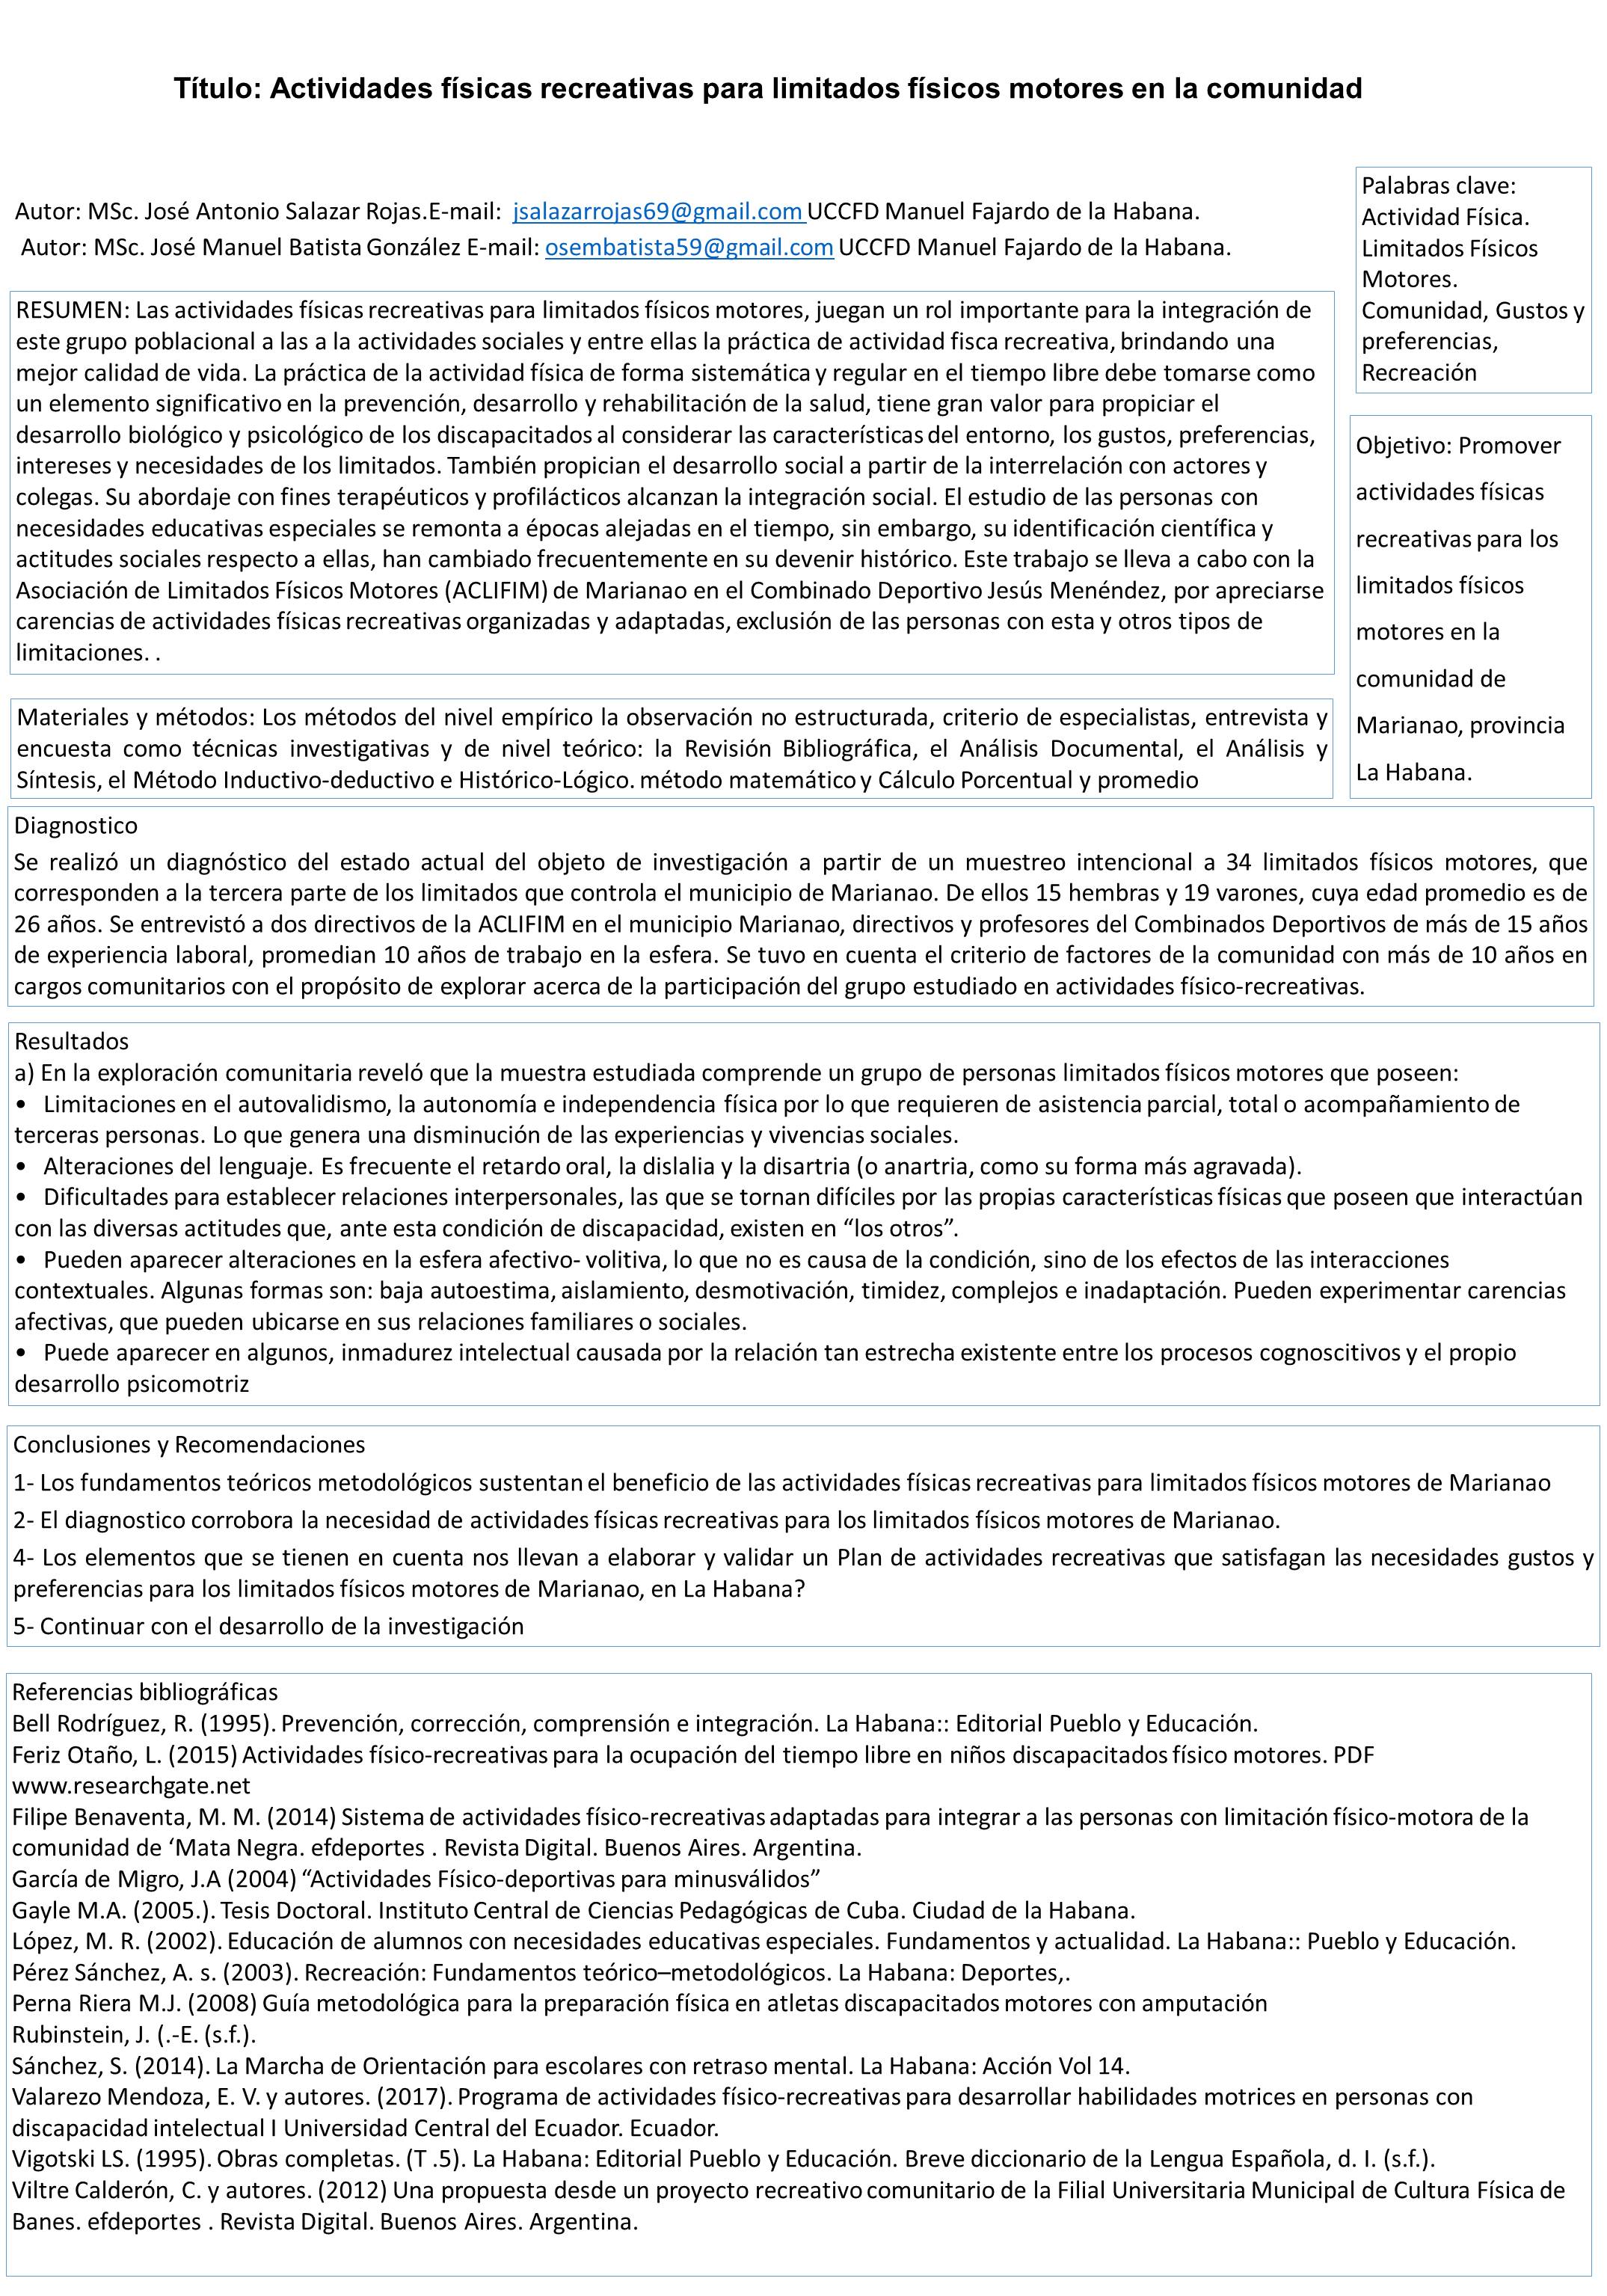 Título: Actividades físicas recreativas para limitados físicos motores en la comunidad
Autor: MSc. José Antonio Salazar Rojas.E-mail: jsalazarrojas69@gmail.com UCCFD Manuel Fajardo de la Habana.
Autor: MSc. José Manuel Batista González E-mail: osembatista59@gmail.com UCCFD Manuel Fajardo de la Habana.
Palabras clave:
Actividad Física.
Limitados Físicos
Motores.
Comunidad, Gustos y
preferencias,
Recreación
RESUMEN: Las actividades físicas recreativas para limitados físicos motores, juegan un rol importante para la integración de
este grupo poblacional a las a la actividades sociales y entre ellas la práctica de actividad fisca recreativa, brindando una
mejor calidad de vida. La práctica de la actividad física de forma sistemática y regular en el tiempo libre debe tomarse como
un elemento significativo en la prevención, desarrollo y rehabilitación de la salud, tiene gran valor para propiciar el
desarrollo biológico y psicológico de los discapacitados al considerar las características del entorno, los gustos, preferencias,
intereses y necesidades de los limitados. También propician el desarrollo social a partir de la interrelación con actores y
colegas. Su abordaje con fines terapéuticos y profilácticos alcanzan la integración social. El estudio de las personas con
necesidades educativas especiales se remonta a épocas alejadas en el tiempo, sin embargo, su identificación científica y
actitudes sociales respecto a ellas, han cambiado frecuentemente en su devenir histórico. Este trabajo se lleva a cabo con la
Asociación de Limitados Físicos Motores (ACLIFIM) de Marianao en el Combinado Deportivo Jesús Menéndez, por apreciarse
carencias de actividades físicas recreativas organizadas y adaptadas, exclusión de las personas con esta y otros tipos de
limitaciones. .
Objetivo: Promover
actividades físicas
recreativas para los
limitados físicos
motores en la
comunidad de
Marianao, provincia
La Habana.
Materiales y métodos: Los métodos del nivel empírico la observación no estructurada, criterio de especialistas, entrevista y
encuesta como técnicas investigativas y de nivel teórico: la Revisión Bibliográfica, el Análisis Documental, el Análisis y
Síntesis, el Método Inductivo-deductivo e Histórico-Lógico. método matemático y Cálculo Porcentual y promedio
Diagnostico
Se realizó un diagnóstico del estado actual del objeto de investigación a partir de un muestreo intencional a 34 limitados físicos motores, que
corresponden a la tercera parte de los limitados que controla el municipio de Marianao. De ellos 15 hembras y 19 varones, cuya edad promedio es de
26 años. Se entrevistó a dos directivos de la ACLIFIM en el municipio Marianao, directivos y profesores del Combinados Deportivos de más de 15 años
de experiencia laboral, promedian 10 años de trabajo en la esfera. Se tuvo en cuenta el criterio de factores de la comunidad con más de 10 años en
cargos comunitarios con el propósito de explorar acerca de la participación del grupo estudiado en actividades físico-recreativas.
Resultados
a) En la exploración comunitaria reveló que la muestra estudiada comprende un grupo de personas limitados físicos motores que poseen:
• Limitaciones en el autovalidismo, la autonomía e independencia física por lo que requieren de asistencia parcial, total o acompañamiento de
terceras personas. Lo que genera una disminución de las experiencias y vivencias sociales.
• Alteraciones del lenguaje. Es frecuente el retardo oral, la dislalia y la disartria (o anartria, como su forma más agravada).
• Dificultades para establecer relaciones interpersonales, las que se tornan difíciles por las propias características físicas que poseen que interactúan
con las diversas actitudes que, ante esta condición de discapacidad, existen en “los otros”.
• Pueden aparecer alteraciones en la esfera afectivo- volitiva, lo que no es causa de la condición, sino de los efectos de las interacciones
contextuales. Algunas formas son: baja autoestima, aislamiento, desmotivación, timidez, complejos e inadaptación. Pueden experimentar carencias
afectivas, que pueden ubicarse en sus relaciones familiares o sociales.
• Puede aparecer en algunos, inmadurez intelectual causada por la relación tan estrecha existente entre los procesos cognoscitivos y el propio
desarrollo psicomotriz
Conclusiones y Recomendaciones
1- Los fundamentos teóricos metodológicos sustentan el beneficio de las actividades físicas recreativas para limitados físicos motores de Marianao
2- El diagnostico corrobora la necesidad de actividades físicas recreativas para los limitados físicos motores de Marianao.
4- Los elementos que se tienen en cuenta nos llevan a elaborar y validar un Plan de actividades recreativas que satisfagan las necesidades gustos y
preferencias para los limitados físicos motores de Marianao, en La Habana?
5- Continuar con el desarrollo de la investigación
Referencias bibliográficas
Bell Rodríguez, R. (1995). Prevención, corrección, comprensión e integración. La Habana:: Editorial Pueblo y Educación.
Feriz Otaño, L. (2015) Actividades físico-recreativas para la ocupación del tiempo libre en niños discapacitados físico motores. PDF
www.researchgate.net
Filipe Benaventa, M. M. (2014) Sistema de actividades físico-recreativas adaptadas para integrar a las personas con limitación físico-motora de la
comunidad de ‘Mata Negra. efdeportes . Revista Digital. Buenos Aires. Argentina.
García de Migro, J.A (2004) “Actividades Físico-deportivas para minusválidos”
Gayle M.A. (2005.). Tesis Doctoral. Instituto Central de Ciencias Pedagógicas de Cuba. Ciudad de la Habana.
López, M. R. (2002). Educación de alumnos con necesidades educativas especiales. Fundamentos y actualidad. La Habana:: Pueblo y Educación.
Pérez Sánchez, A. s. (2003). Recreación: Fundamentos teórico–metodológicos. La Habana: Deportes,.
Perna Riera M.J. (2008) Guía metodológica para la preparación física en atletas discapacitados motores con amputación
Rubinstein, J. (.-E. (s.f.).
Sánchez, S. (2014). La Marcha de Orientación para escolares con retraso mental. La Habana: Acción Vol 14.
Valarezo Mendoza, E. V. y autores. (2017). Programa de actividades físico-recreativas para desarrollar habilidades motrices en personas con
discapacidad intelectual I Universidad Central del Ecuador. Ecuador.
Vigotski LS. (1995). Obras completas. (T .5). La Habana: Editorial Pueblo y Educación. Breve diccionario de la Lengua Española, d. I. (s.f.).
Viltre Calderón, C. y autores. (2012) Una propuesta desde un proyecto recreativo comunitario de la Filial Universitaria Municipal de Cultura Física de
Banes. efdeportes . Revista Digital. Buenos Aires. Argentina.